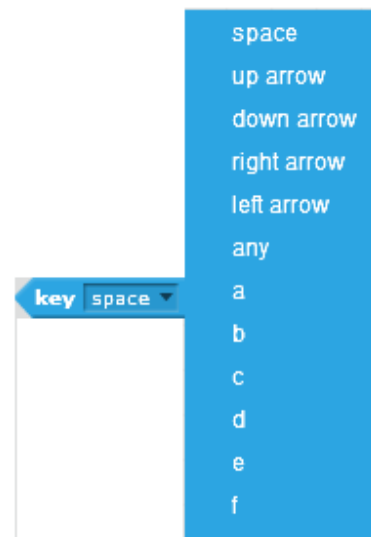 space
up arrow
down arrow
right arrow
left arrow
any
key space
a
b
c
d
e
f